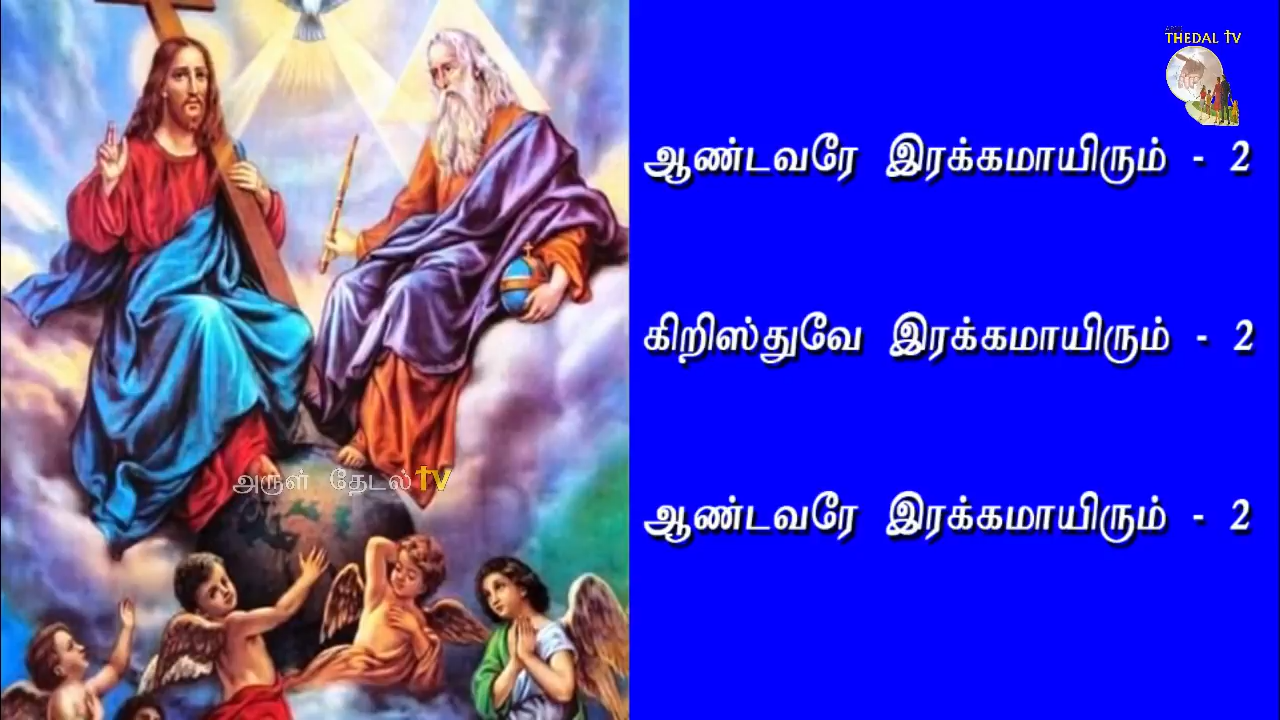 THEDAL TV
ஆண்டவரே இரக்கமாயிரும் - 2
கிறிஸ்துவே இரக்கமாயிரும் - 2
ஆண்டவரே இரக்கமாயிரும் - 2
அருள் தேடல் TV